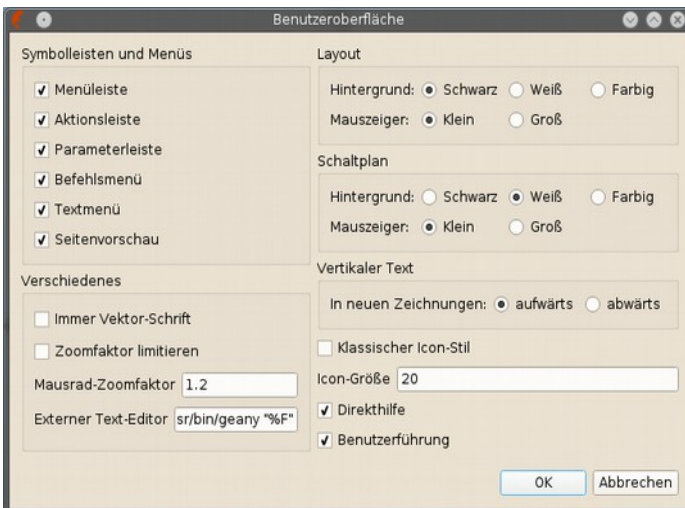 Benutzeroberfläche
Symbolleisten und Menüs
Menüleiste
Aktionsleiste
Parameterleiste
Befehlsmenü
Textmenü
Seitenvorschau
Verschiedenes
Immer Vektor-Schrift
Zoomfaktor limitieren
Mausrad-Zoomfaktor 1.2
Externer Text-Editor sr/bin/geany "%F"
Layout
Hintergrund: Schwarz Weiß Farbig
Mauszeiger: Klein Groß
Schaltplan
Hintergrund: Schwarz Weiß Farbig
Mauszeiger: Klein Groß
Vertikaler Text
In neuen Zeichnungen: aufwärts abwärts
Klassischer Icon-Stil
Icon-Größe 20
Direkthilfe
Benutzerführung
OK Abbrechen